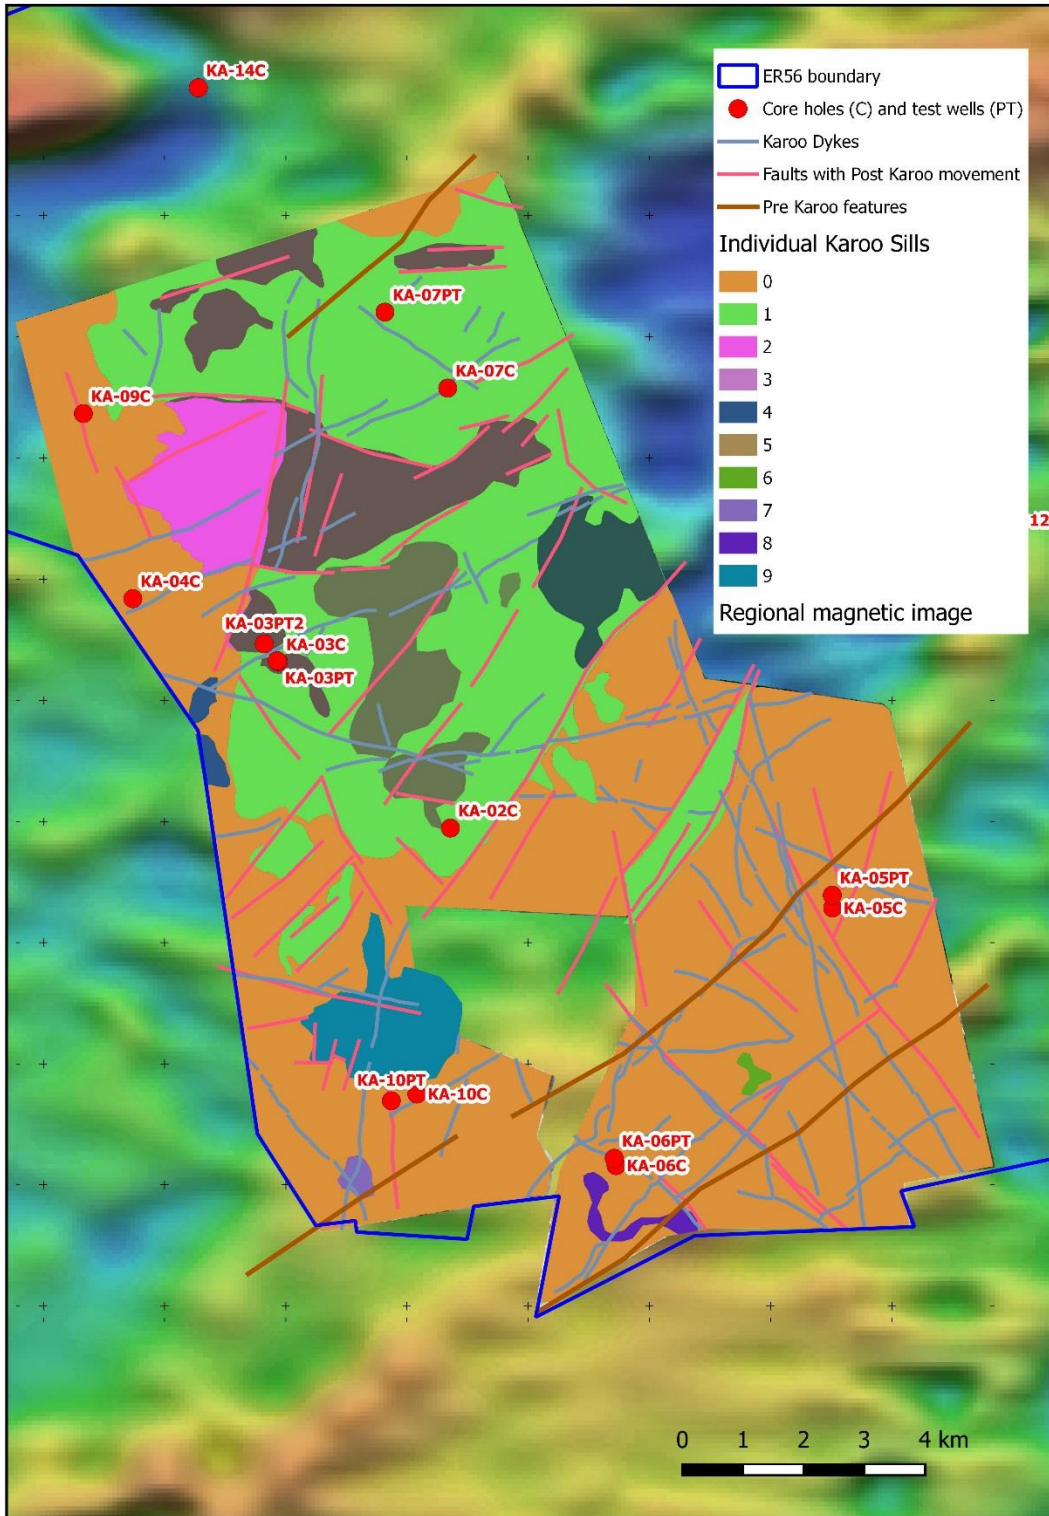 KA-14C
ER56 boundary
Core holes (C) and test wells (PT)
Karoo Dykes
Faults with Post Karoo movement
Pre Karoo features
Individual Karoo Sills
0
1
2
3
4
5
6
7
8
9
Regional magnetic image
KA-07PT
KA-07C
KA-09C
12
KA-04C
KA-03PT2
KA-03C
KA-03PT
KA-02C
KA-05PT
KA-05C
KA-10PT
KA-10C
KA-06PT
KA-06C
0 1 2 3 4 km